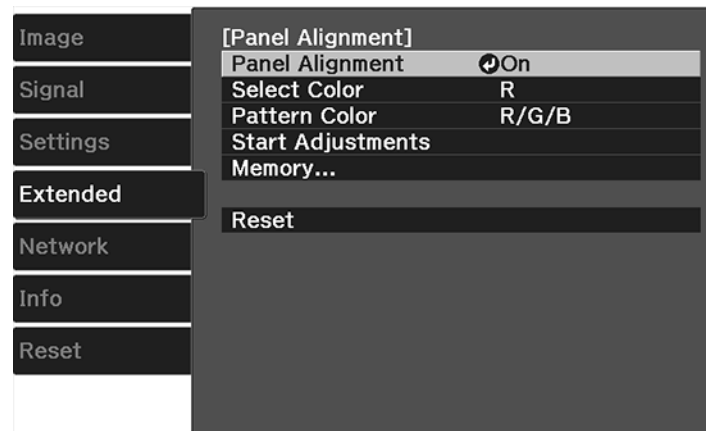 Image
Signal
Settings
Extended
Network
Info
Reset
[Panel Alignment]
Panel Alignment On
Select Color R
Pattern Color R/G/B
Start Adjustments
Memory...
Reset